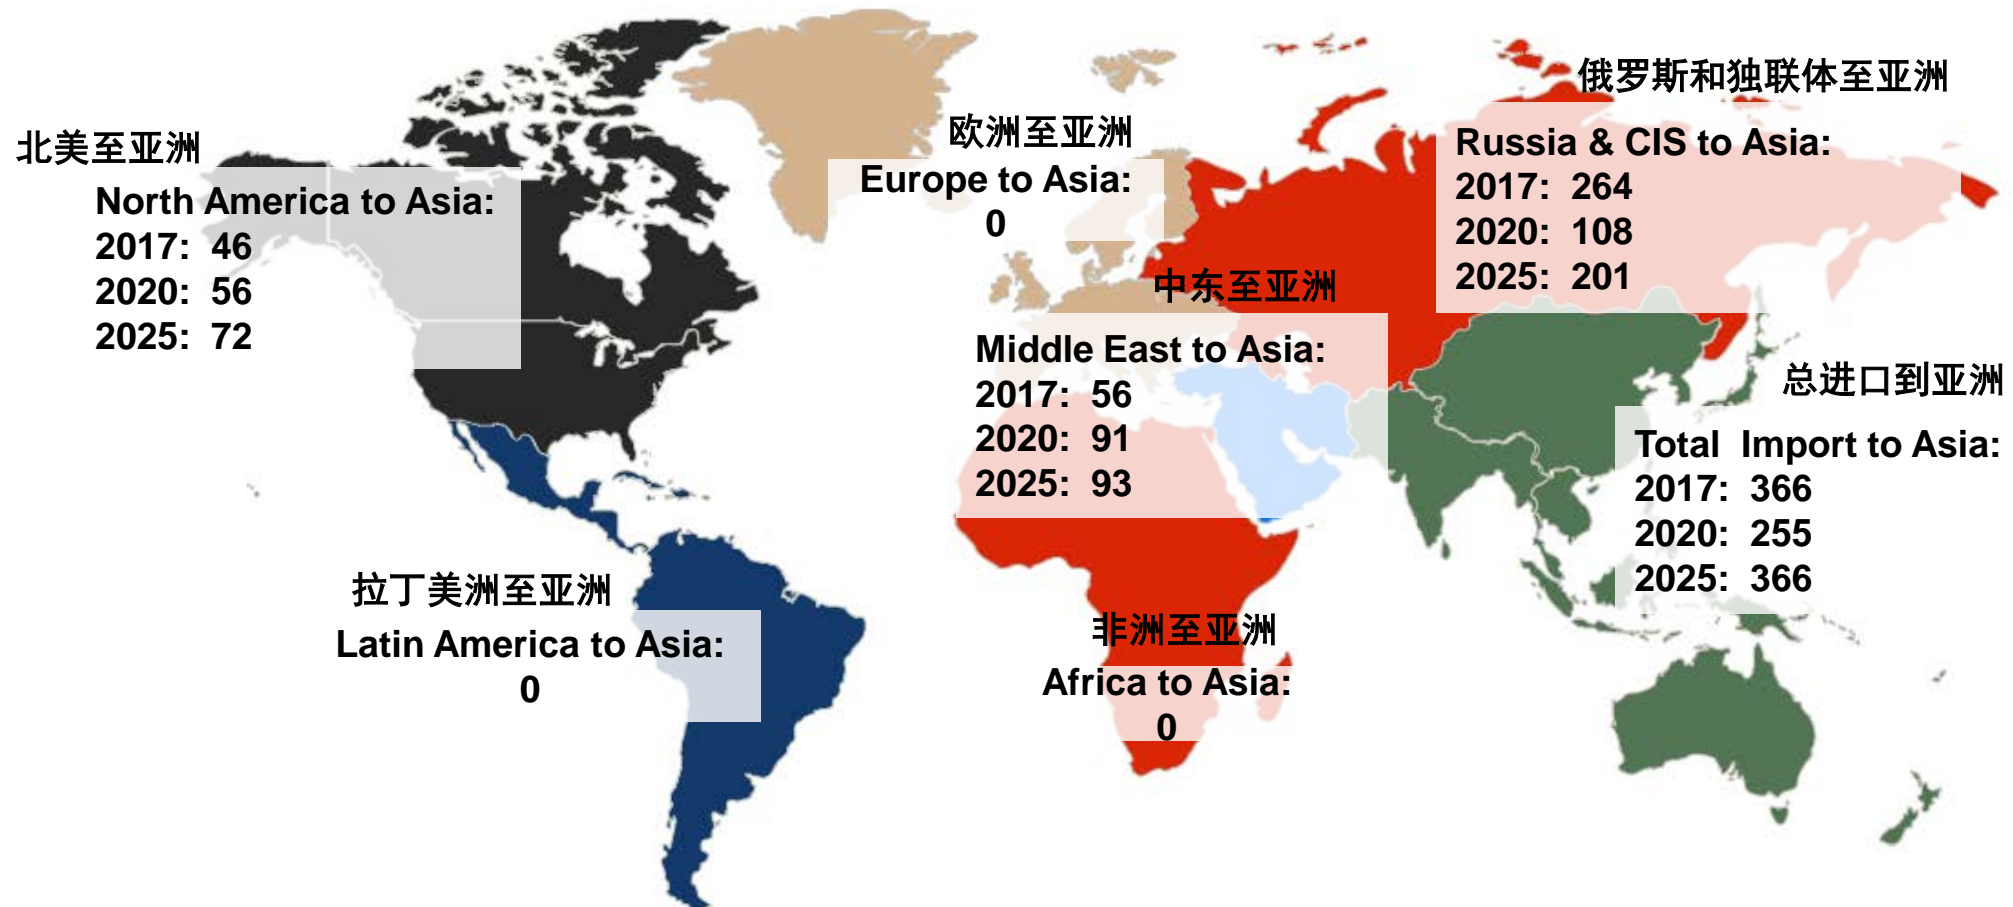 北美至亚洲
North America to Asia:
2017: 46
2020: 56
2025: 72
欧洲至亚洲
Europe to Asia:
0
俄罗斯和独联体至亚洲
Russia & CIS to Asia:
2017: 264
2020: 108
2025: 201
中东至亚洲
Middle East to Asia:
2017: 56
2020: 91
2025: 93
总进口到亚洲
Total Import to Asia:
2017: 366
2020: 255
2025: 366
拉丁美洲至亚洲
Latin America to Asia:
0
非洲至亚洲
Africa to Asia:
0